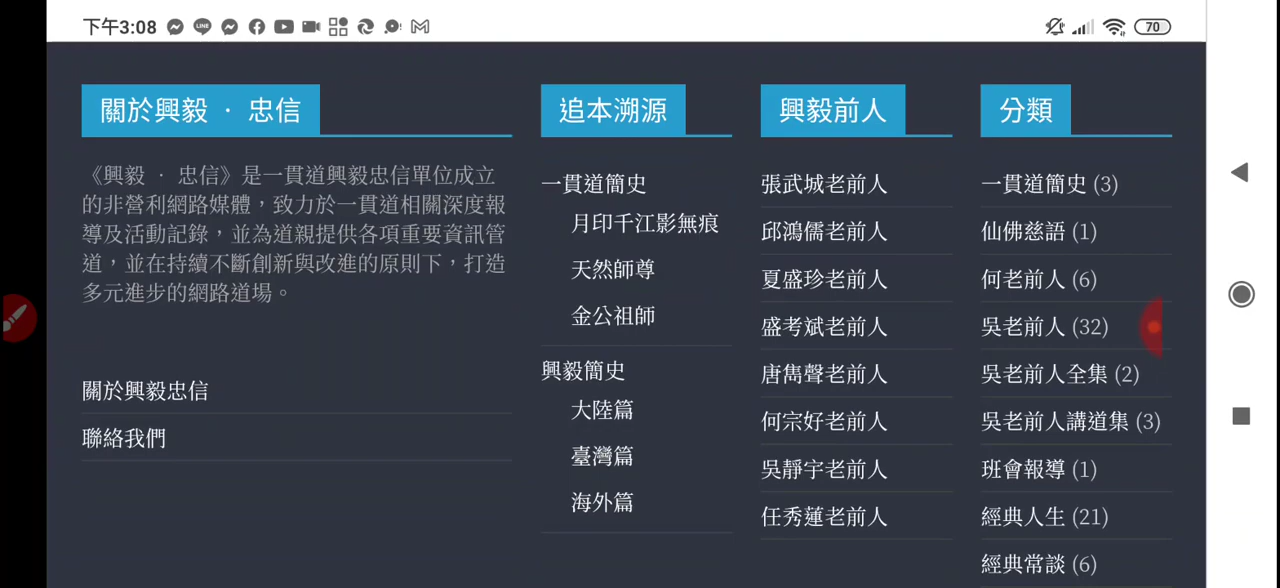 下午3:08
70
關於興毅 · 忠信
《興毅 · 忠信》是一貫道興毅忠信單位成立
的非營利網路媒體，致力於一貫道相關深度報
導及活動記錄，並為道親提供各項重要資訊管
道，並在持續不斷創新與改進的原則下，打造
多元進步的網路道場。
關於興毅忠信
聯絡我們
追本溯源
一貫道簡史
月印千江影無痕
天然師尊
金公祖師
興毅簡史
大陸篇
臺灣篇
海外篇
興毅前人
張武城老前人
邱鴻儒老前人
夏盛珍老前人
盛考斌老前人
唐雋聲老前人
何宗好老前人
吳靜宇老前人
任秀蓮老前人
分類
一貫道簡史 (3)
仙佛慈語 (1)
何老前人 (6)
吳老前人 (32)
吳老前人全集 (2)
吳老前人講道集 (3)
班會報導 (1)
經典人生 (21)
經典常談 (6)